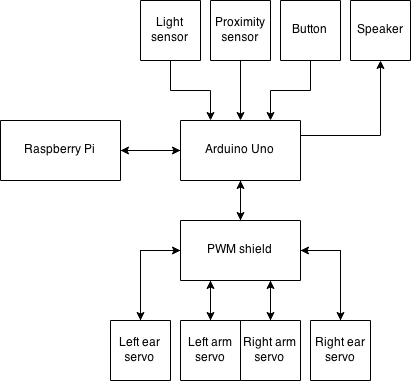 Light
sensor
Proximity
sensor
Button
Speaker
Raspberry Pi
Arduino Uno
PWM shield
Left ear
servo
Left arm
servo
Right arm
servo
Right ear
servo